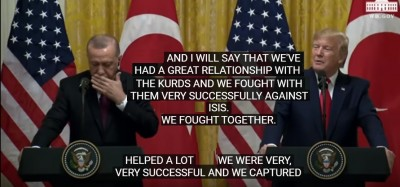 AND I WILL SAY THAT WE'VE
HAD A GREAT RELATIONSHIP WITH
THE KURDS AND WE FOUGHT WITH
THEM VERY SUCCESSFULLY AGAINST
ISIS.
WE FOUGHT TOGETHER.
HELPED A LOT WE WERE VERY,
VERY SUCCESSFUL AND WE CAPTURED